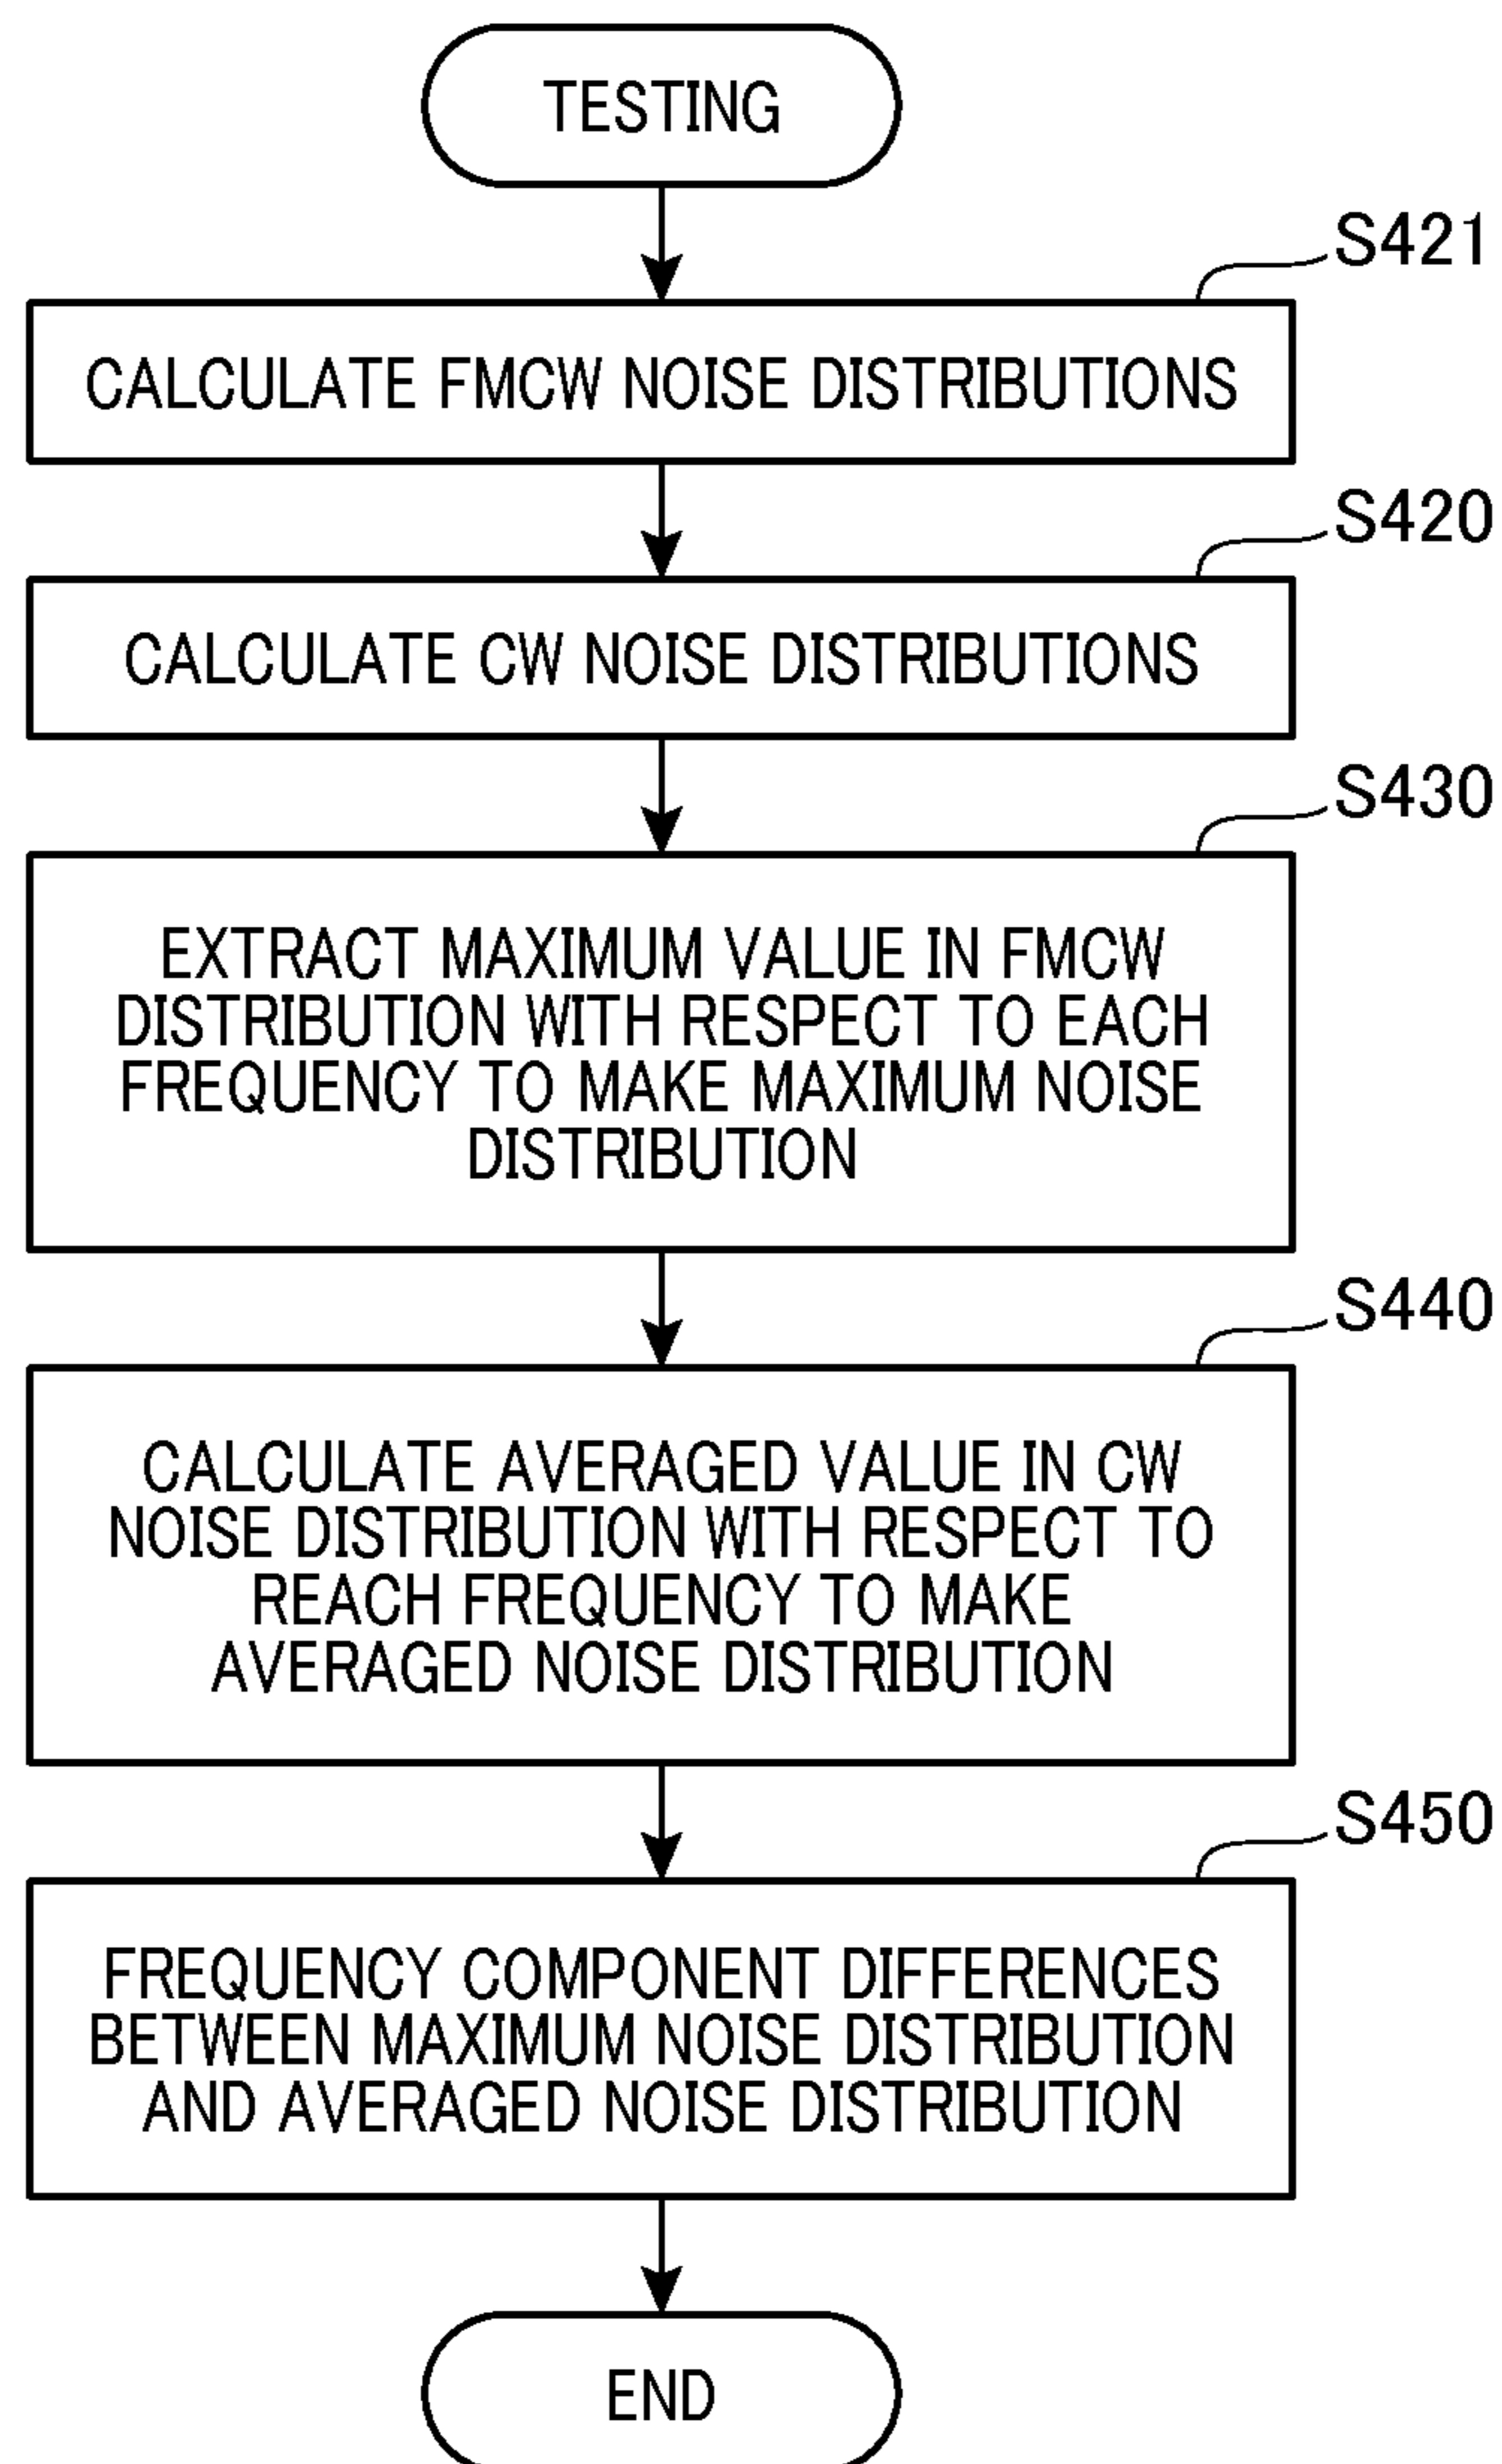 TESTING
S421
CALCULATE FMCW NOISE DISTRIBUTIONS
S420
CALCULATE CW NOISE DISTRIBUTIONS
S430
EXTRACT MAXIMUM VALUE IN FMCW
DISTRIBUTION WITH RESPECT TO EACH
FREQUENCY TO MAKE MAXIMUM NOISE
DISTRIBUTION
S440
CALCULATE AVERAGED VALUE IN CW
NOISE DISTRIBUTION WITH RESPECT TO
REACH FREQUENCY TO MAKE
AVERAGED NOISE DISTRIBUTION
S450
FREQUENCY COMPONENT DIFFERENCES
BETWEEN MAXIMUM NOISE DISTRIBUTION
AND AVERAGED NOISE DISTRIBUTION
END